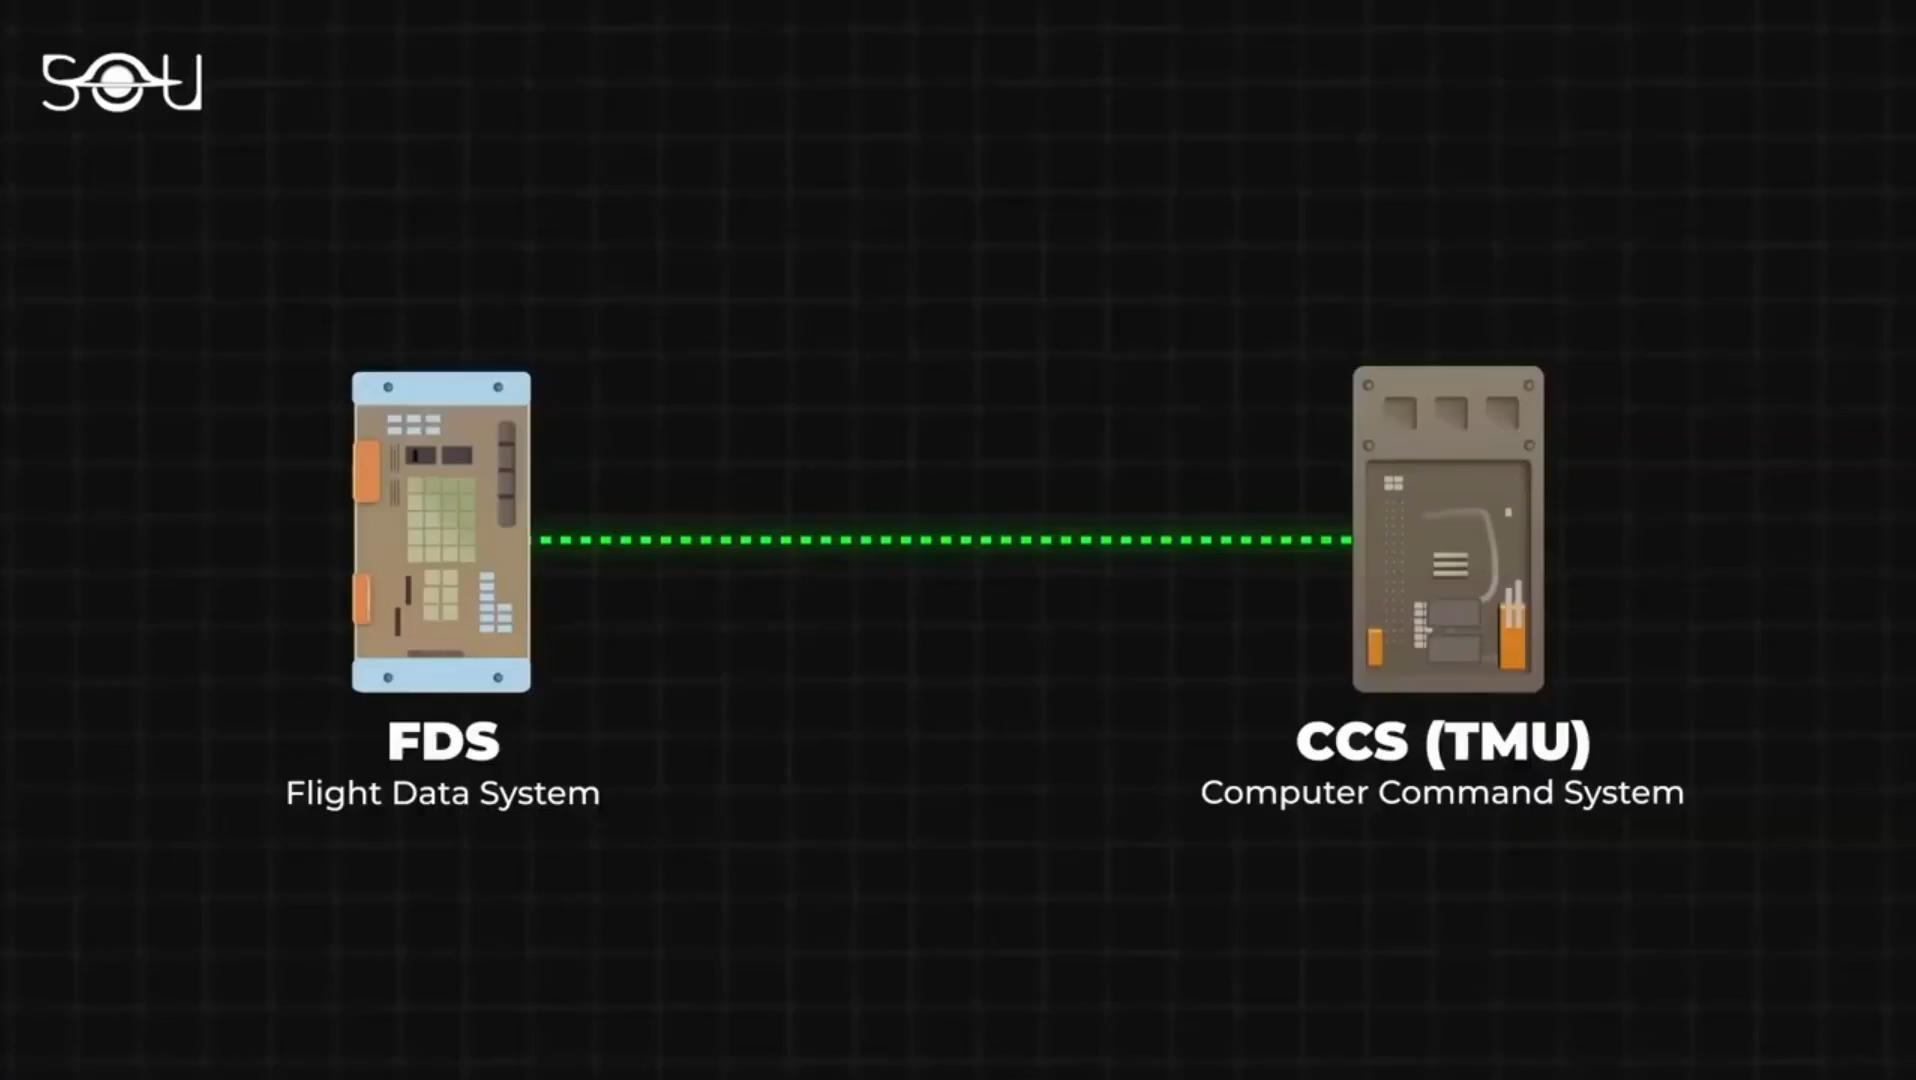 SOU
FDS
Flight Data System
CCS (TMU)
Computer Command System